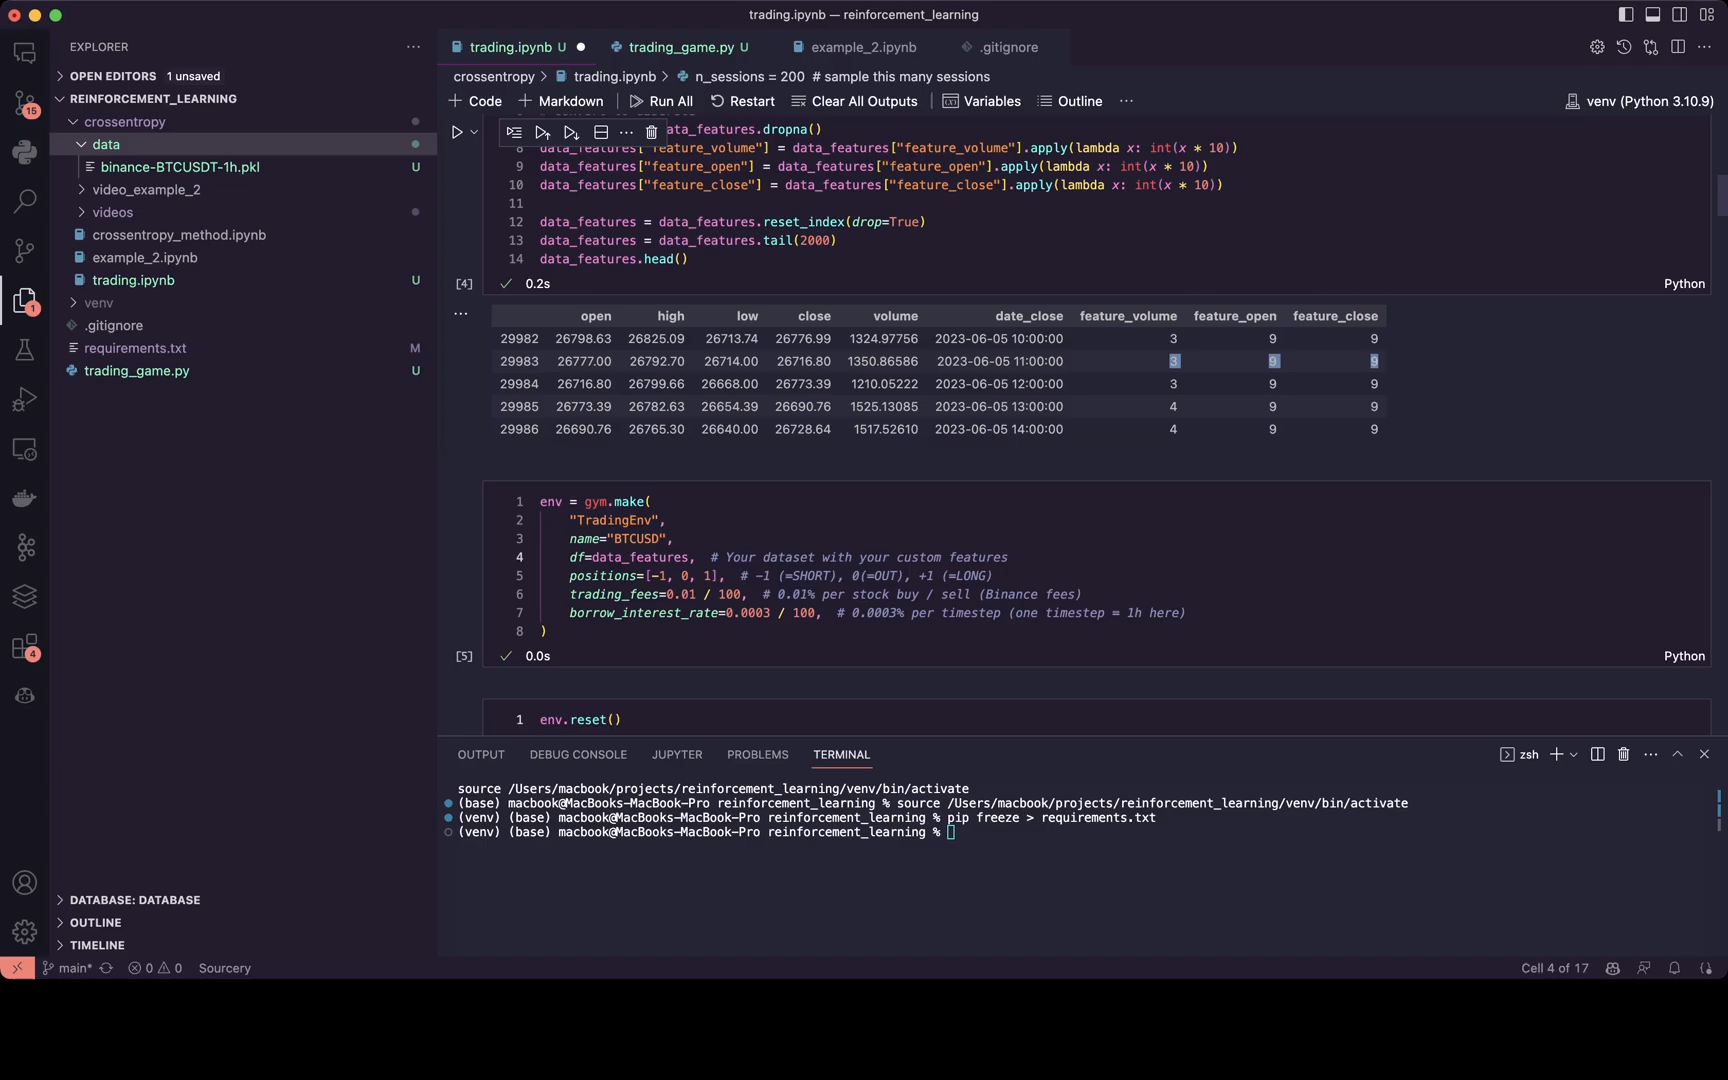 trading.ipynb — reinforcement_learning
EXPLORER
OPEN EDITORS 1 unsaved
REINFORCEMENT_LEARNING
crossentropy
data
binance-BTCUSDT-1h.pkl U
video_example_2
videos
crossentropy_method.ipynb
example_2.ipynb
trading.ipynb U
venv
.gitignore
requirements.txt M
trading_game.py U
DATABASE: DATABASE
OUTLINE
TIMELINE
15
1
4
trading.ipynb U
trading_game.py U
example_2.ipynb
.gitignore
crossentropy > trading.ipynb > n_sessions = 200 # sample this many sessions
+ Code + Markdown Run All Restart Clear All Outputs Variables Outline ... venv (Python 3.10.9)
ata_features.dropna()
8 data_features["feature_volume"] = data_features["feature_volume"].apply(lambda x: int(x * 10))
9 data_features["feature_open"] = data_features["feature_open"].apply(lambda x: int(x * 10))
10 data_features["feature_close"] = data_features["feature_close"].apply(lambda x: int(x * 10))
11
12 data_features = data_features.reset_index(drop=True)
13 data_features = data_features.tail(2000)
14 data_features.head()
[4] ✓ 0.2s Python
open high low close volume date_close feature_volume feature_open feature_close
29982 26798.63 26825.09 26713.74 26776.99 1324.97756 2023-06-05 10:00:00 3 9 9
29983 26777.00 26792.70 26714.00 26716.80 1350.86586 2023-06-05 11:00:00 3 9 9
29984 26716.80 26799.66 26668.00 26773.39 1210.05222 2023-06-05 12:00:00 3 9 9
29985 26773.39 26782.63 26654.39 26690.76 1525.13085 2023-06-05 13:00:00 4 9 9
29986 26690.76 26765.30 26640.00 26728.64 1517.52610 2023-06-05 14:00:00 4 9 9
1 env = gym.make(
2 "TradingEnv",
3 name="BTCUSD",
4 df=data_features, # Your dataset with your custom features
5 positions=[-1, 0, 1], # -1 (=SHORT), 0(=OUT), +1 (=LONG)
6 trading_fees=0.01 / 100, # 0.01% per stock buy / sell (Binance fees)
7 borrow_interest_rate=0.0003 / 100, # 0.0003% per timestep (one timestep = 1h here)
8 )
[5] ✓ 0.0s Python
1 env.reset()
OUTPUT DEBUG CONSOLE JUPYTER PROBLEMS TERMINAL zsh
source /Users/macbook/projects/reinforcement_learning/venv/bin/activate
(base) macbook@MacBooks-MacBook-Pro reinforcement_learning % source /Users/macbook/projects/reinforcement_learning/venv/bin/activate
(venv) (base) macbook@MacBooks-MacBook-Pro reinforcement_learning % pip freeze > requirements.txt
(venv) (base) macbook@MacBooks-MacBook-Pro reinforcement_learning %
main* 0 0 Sourcery Cell 4 of 17